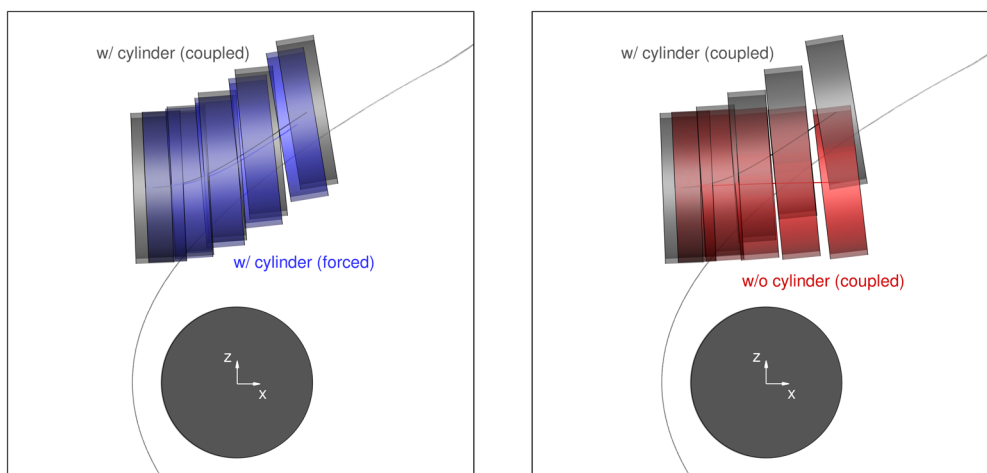 w/ cylinder (coupled)
w/ cylinder (forced)
z
x
w/ cylinder (coupled)
w/o cylinder (coupled)
z
x